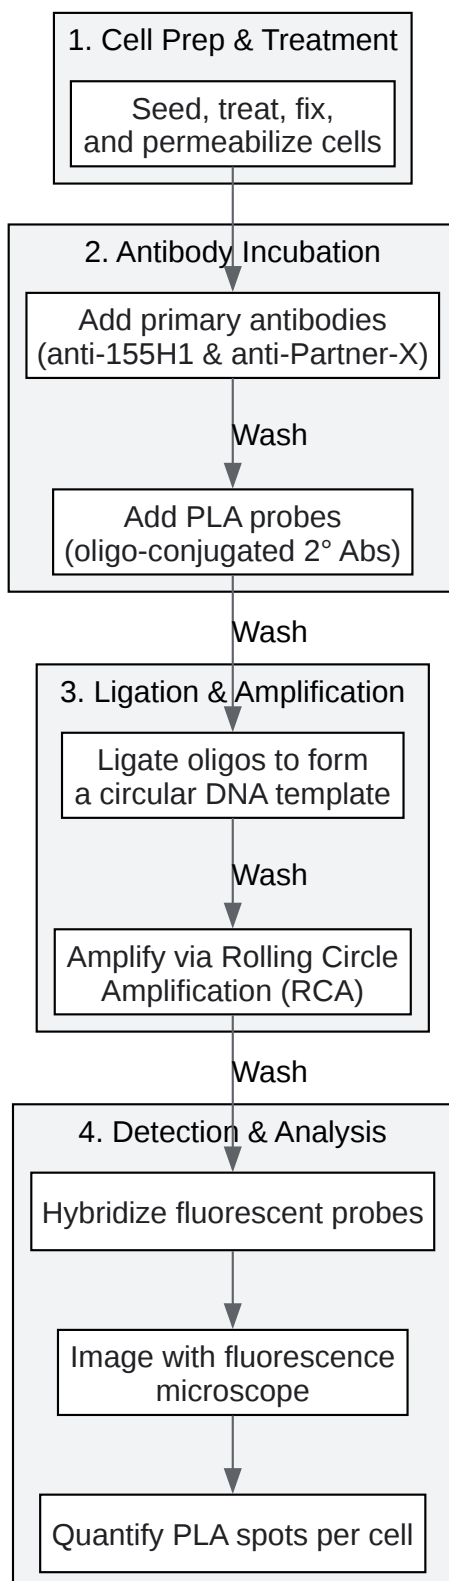 1. Cell Prep & Treatment
Seed, treat, fix,
and permeabilize cells
2. Antibody Incubation
Add primary antibodies
(anti-155H1 & anti-Partner-X)
Wash
Add PLA probes
(oligo-conjugated 2° Abs)
Wash
3. Ligation & Amplification
Ligate oligos to form
a circular DNA template
Wash
Amplify via Rolling Circle
Amplification (RCA)
Wash
4. Detection & Analysis
Hybridize fluorescent probes
Image with fluorescence
microscope
Quantify PLA spots per cell